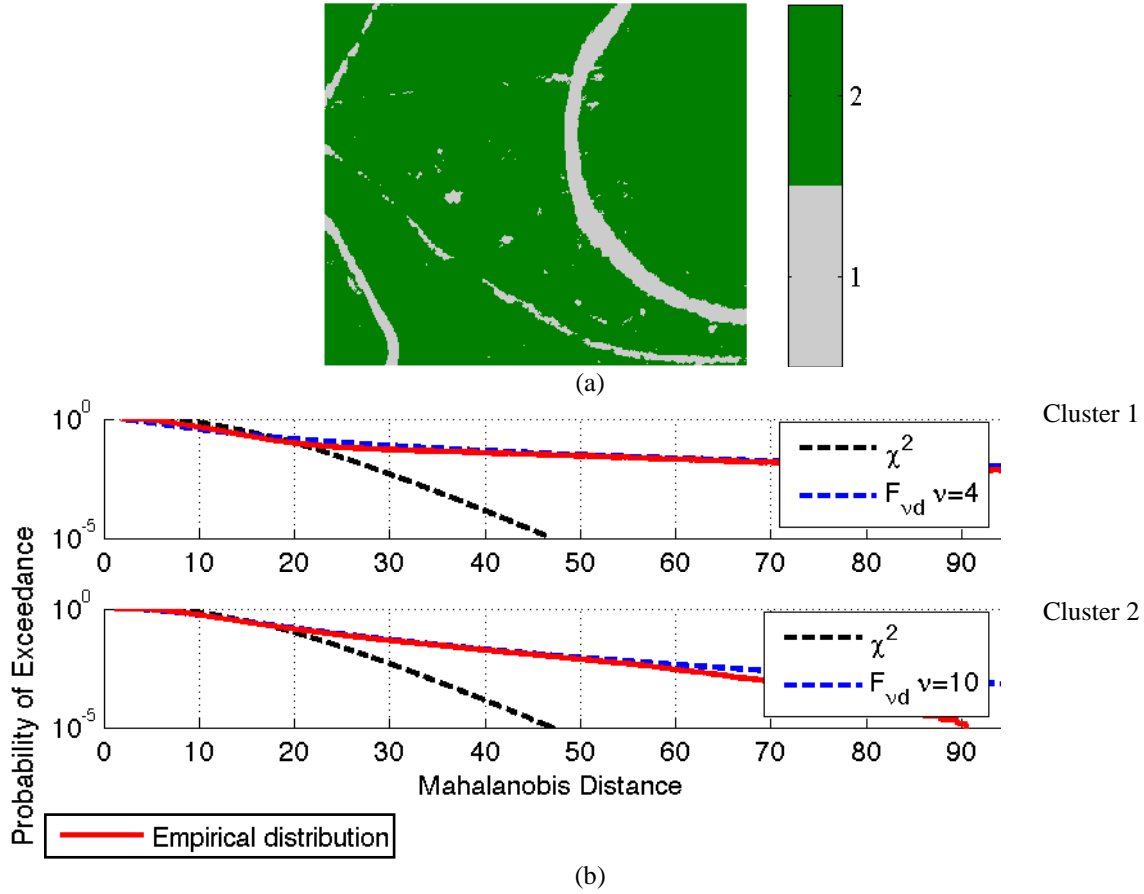 2
1
(a)
Cluster 1
10^0
10^-5
χ^2
F_νd ν=4
0 10 20 30 40 50 60 70 80 90
Cluster 2
10^0
10^-5
χ^2
F_νd ν=10
0 10 20 30 40 50 60 70 80 90
Probability of Exceedance
Mahalanobis Distance
Empirical distribution
(b)